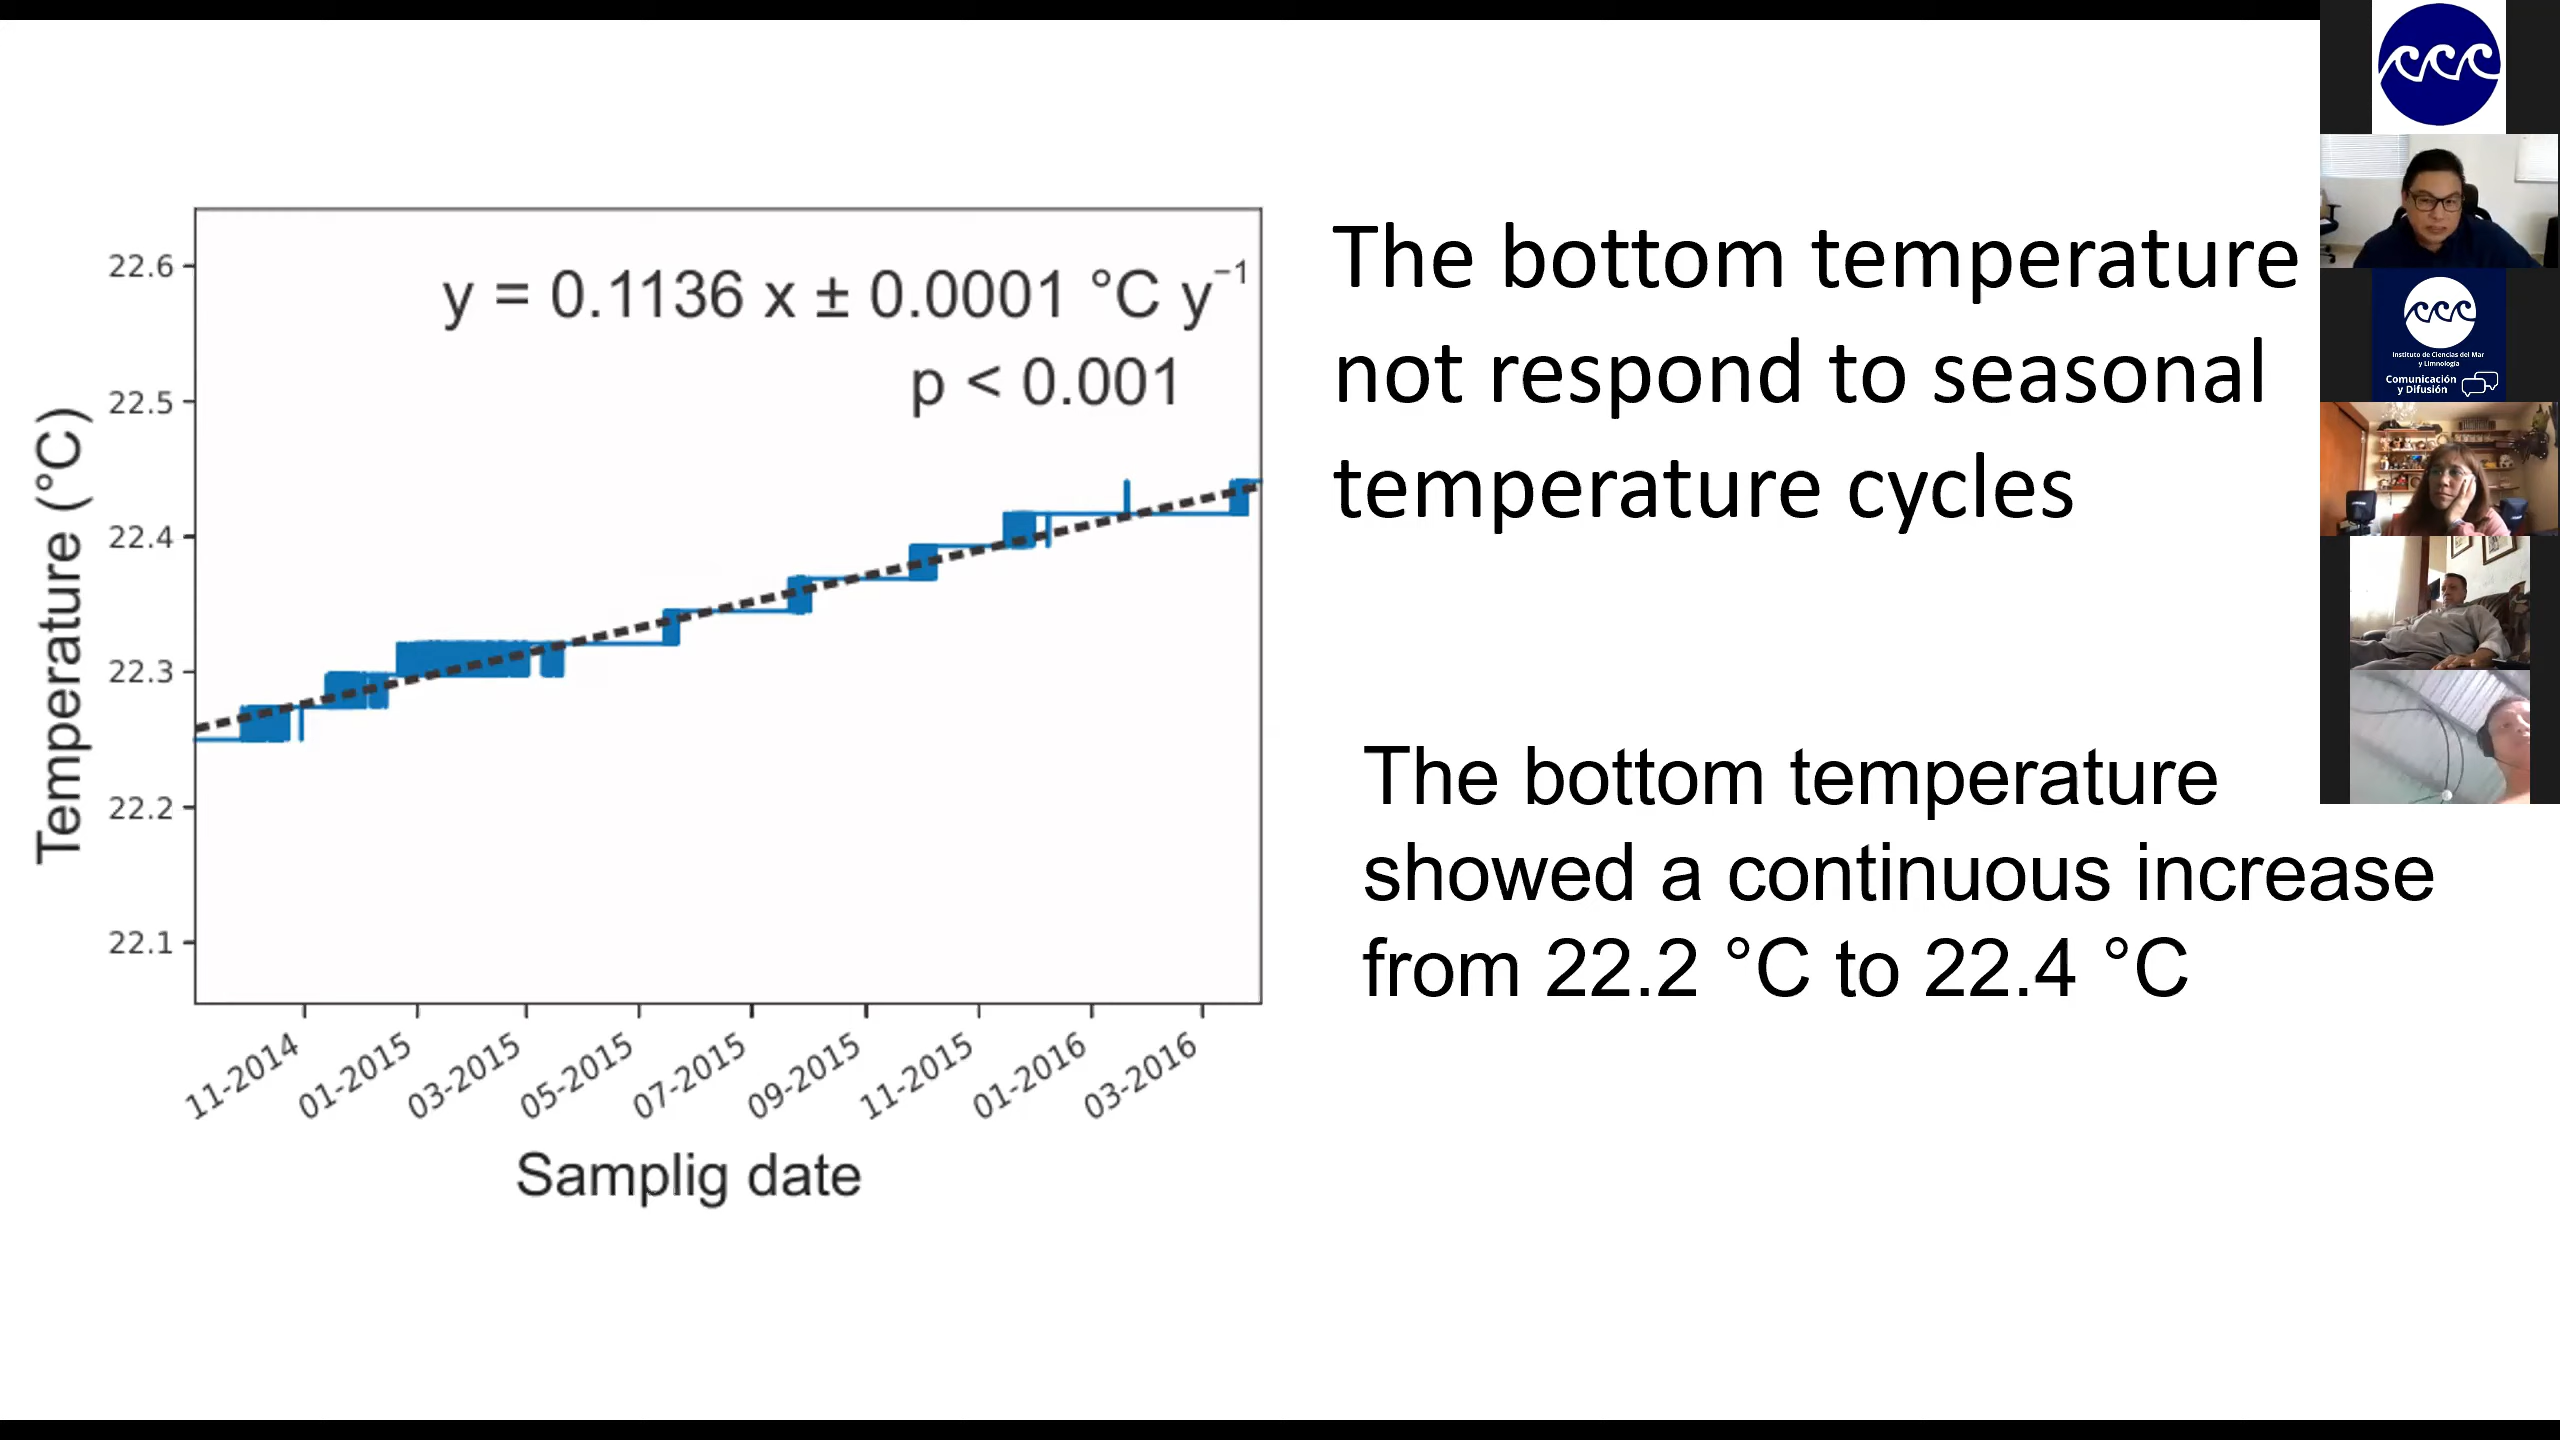 y = 0.1136 x ± 0.0001 °C y⁻¹
p < 0.001
22.6
22.5
22.4
22.3
22.2
22.1
Temperature (°C)
11-2014
01-2015
03-2015
05-2015
07-2015
09-2015
11-2015
01-2016
03-2016
Samplig date
The bottom temperature
not respond to seasonal
temperature cycles
The bottom temperature
showed a continuous increase
from 22.2 °C to 22.4 °C
Instituto de Ciencias del Mar
y Limnología
Comunicación
y Difusión